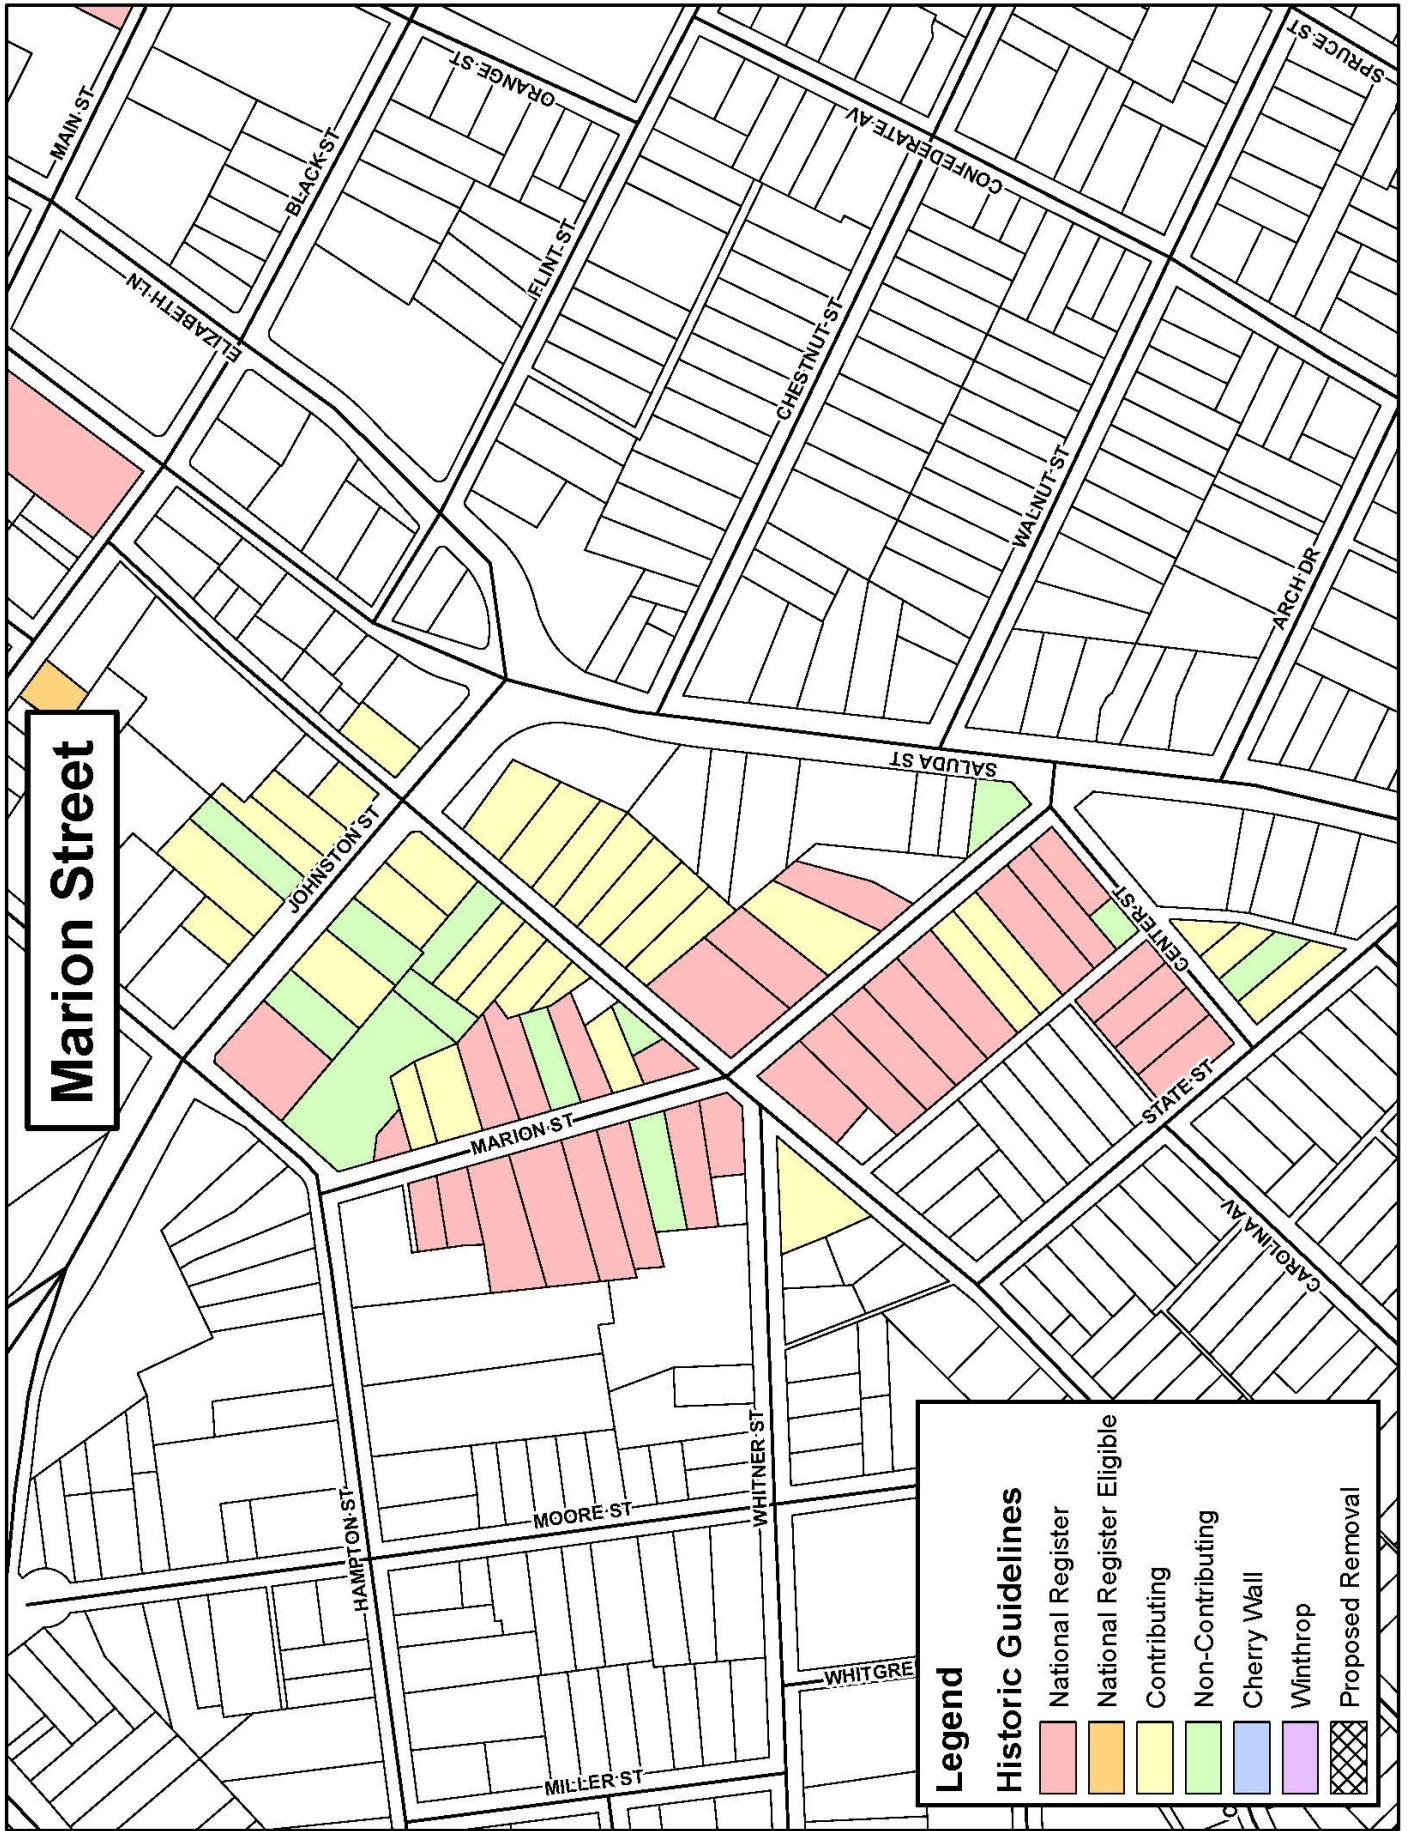 Marion Street
MAIN ST
ORANGE ST
BLACK ST
ELIZABETH LN
FLINT ST
CONFEDERATE AV
SPRUCE ST
CHESTNUT ST
WALNUT ST
ARCH DR
JOHNSTON ST
SALUDA ST
CENTER ST
MARION ST
STATE ST
CAROLINA AV
HAMPTON ST
MOORE ST
WHITNER ST
WHITGRE
MILLER ST
Legend
Historic Guidelines
National Register
National Register Eligible
Contributing
Non-Contributing
Cherry Wall
Winthrop
Proposed Removal